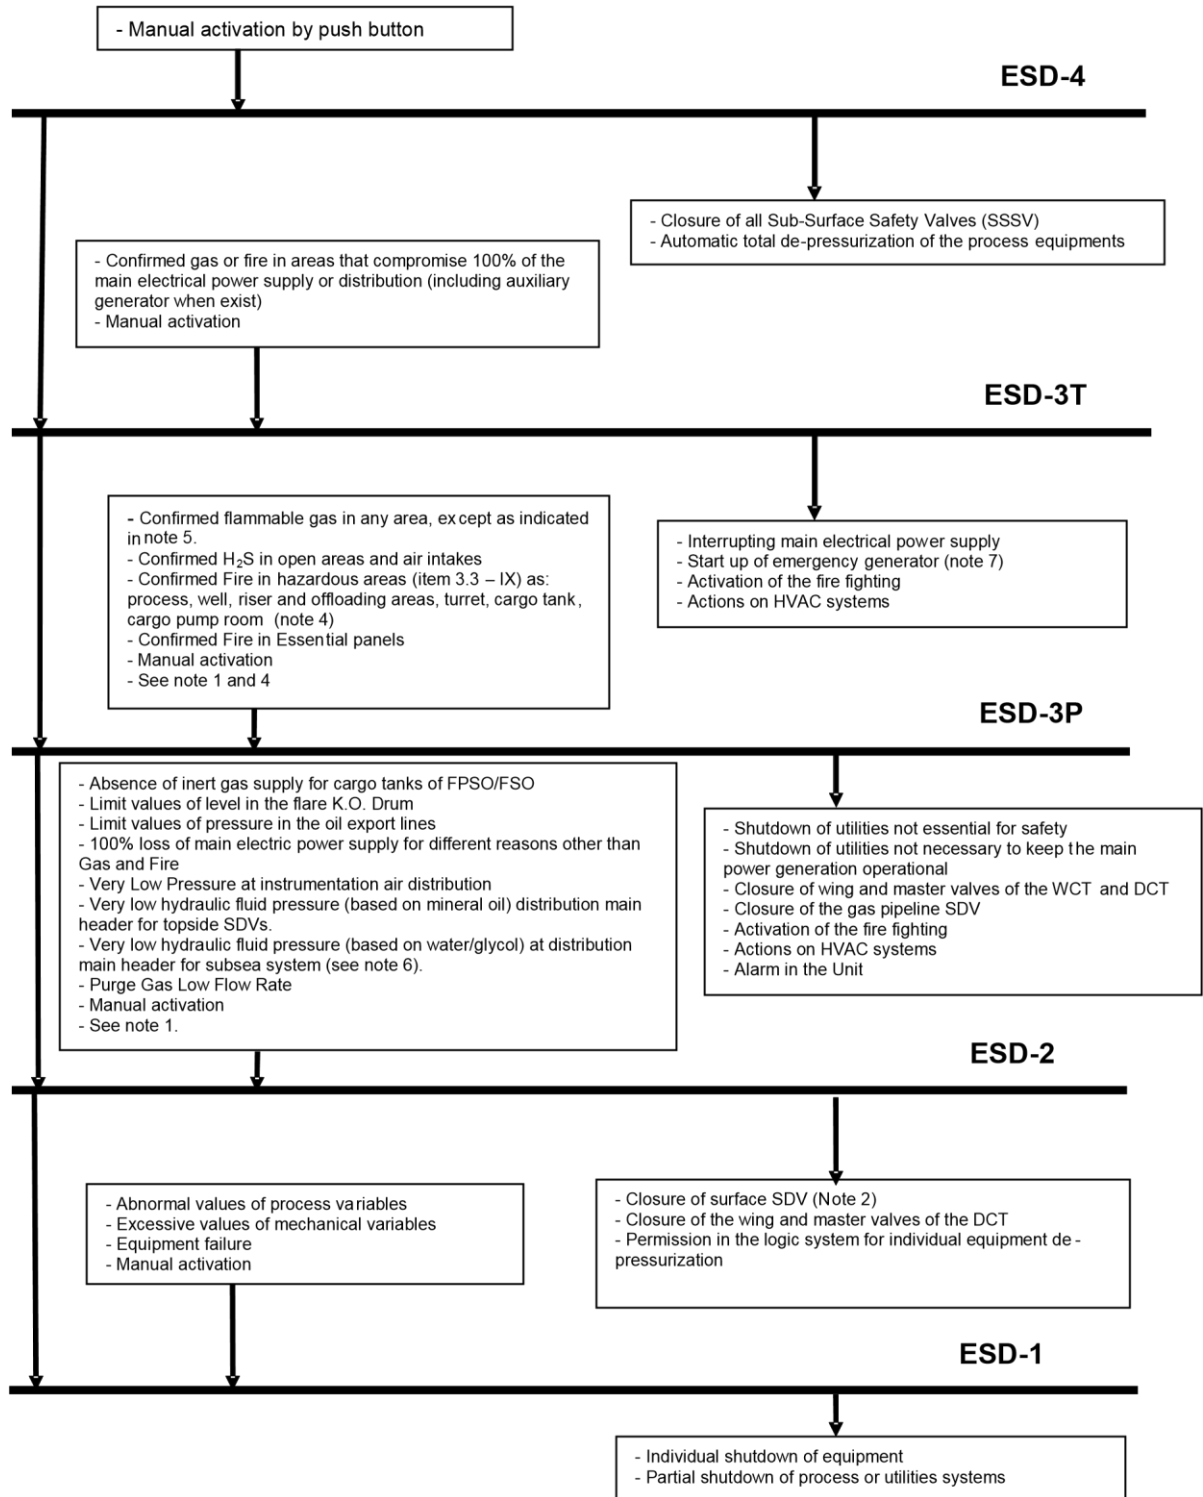 - Manual activation by push button
ESD-4
- Closure of all Sub-Surface Safety Valves (SSSV)
- Automatic total de-pressurization of the process equipments
- Confirmed gas or fire in areas that compromise 100% of the
main electrical power supply or distribution (including auxiliary
generator when exist)
- Manual activation
ESD-3T
- Confirmed flammable gas in any area, except as indicated
in note 5.
- Confirmed H₂S in open areas and air intakes
- Confirmed Fire in hazardous areas (item 3.3 – IX) as:
process, well, riser and offloading areas, turret, cargo tank,
cargo pump room (note 4)
- Confirmed Fire in Essential panels
- Manual activation
- See note 1 and 4
- Interrupting main electrical power supply
- Start up of emergency generator (note 7)
- Activation of the fire fighting
- Actions on HVAC systems
ESD-3P
- Absence of inert gas supply for cargo tanks of FPSO/FSO
- Limit values of level in the flare K.O. Drum
- Limit values of pressure in the oil export lines
- 100% loss of main electric power supply for different reasons other than
Gas and Fire
- Very Low Pressure at instrumentation air distribution
- Very low hydraulic fluid pressure (based on mineral oil) distribution main
header for topside SDVs.
- Very low hydraulic fluid pressure (based on water/glycol) at distribution
main header for subsea system (see note 6).
- Purge Gas Low Flow Rate
- Manual activation
- See note 1.
- Shutdown of utilities not essential for safety
- Shutdown of utilities not necessary to keep the main
power generation operational
- Closure of wing and master valves of the WCT and DCT
- Closure of the gas pipeline SDV
- Activation of the fire fighting
- Actions on HVAC systems
- Alarm in the Unit
ESD-2
- Abnormal values of process variables
- Excessive values of mechanical variables
- Equipment failure
- Manual activation
- Closure of surface SDV (Note 2)
- Closure of the wing and master valves of the DCT
- Permission in the logic system for individual equipment de -
pressurization
ESD-1
- Individual shutdown of equipment
- Partial shutdown of process or utilities systems